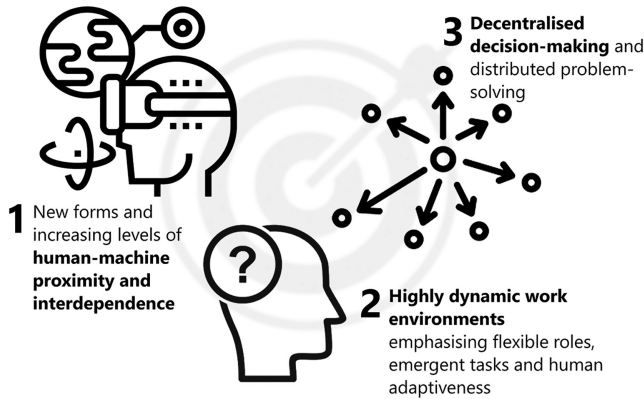 1 New forms and
increasing levels of
human-machine
proximity and
interdependence
?
2 Highly dynamic work
environments
emphasising flexible roles,
emergent tasks and human
adaptiveness
3 Decentralised
decision-making and
distributed problem-
solving